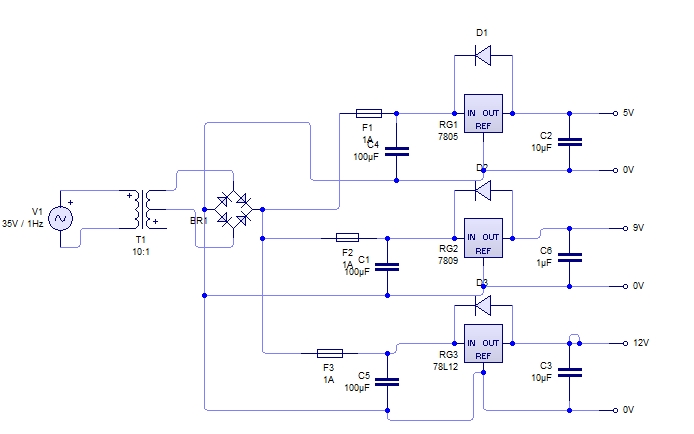 D1
IN OUT
REF
5V
F1
1A
RG1
7805
C4
100µF
C2
10µF
0V
D2
V1
35V / 1Hz
T1
10:1
BR1
IN OUT
REF
9V
F2
1A
C1
100µF
RG2
7809
C6
1µF
0V
D3
IN OUT
REF
12V
F3
1A
RG3
78L12
C5
100µF
C3
10µF
0V